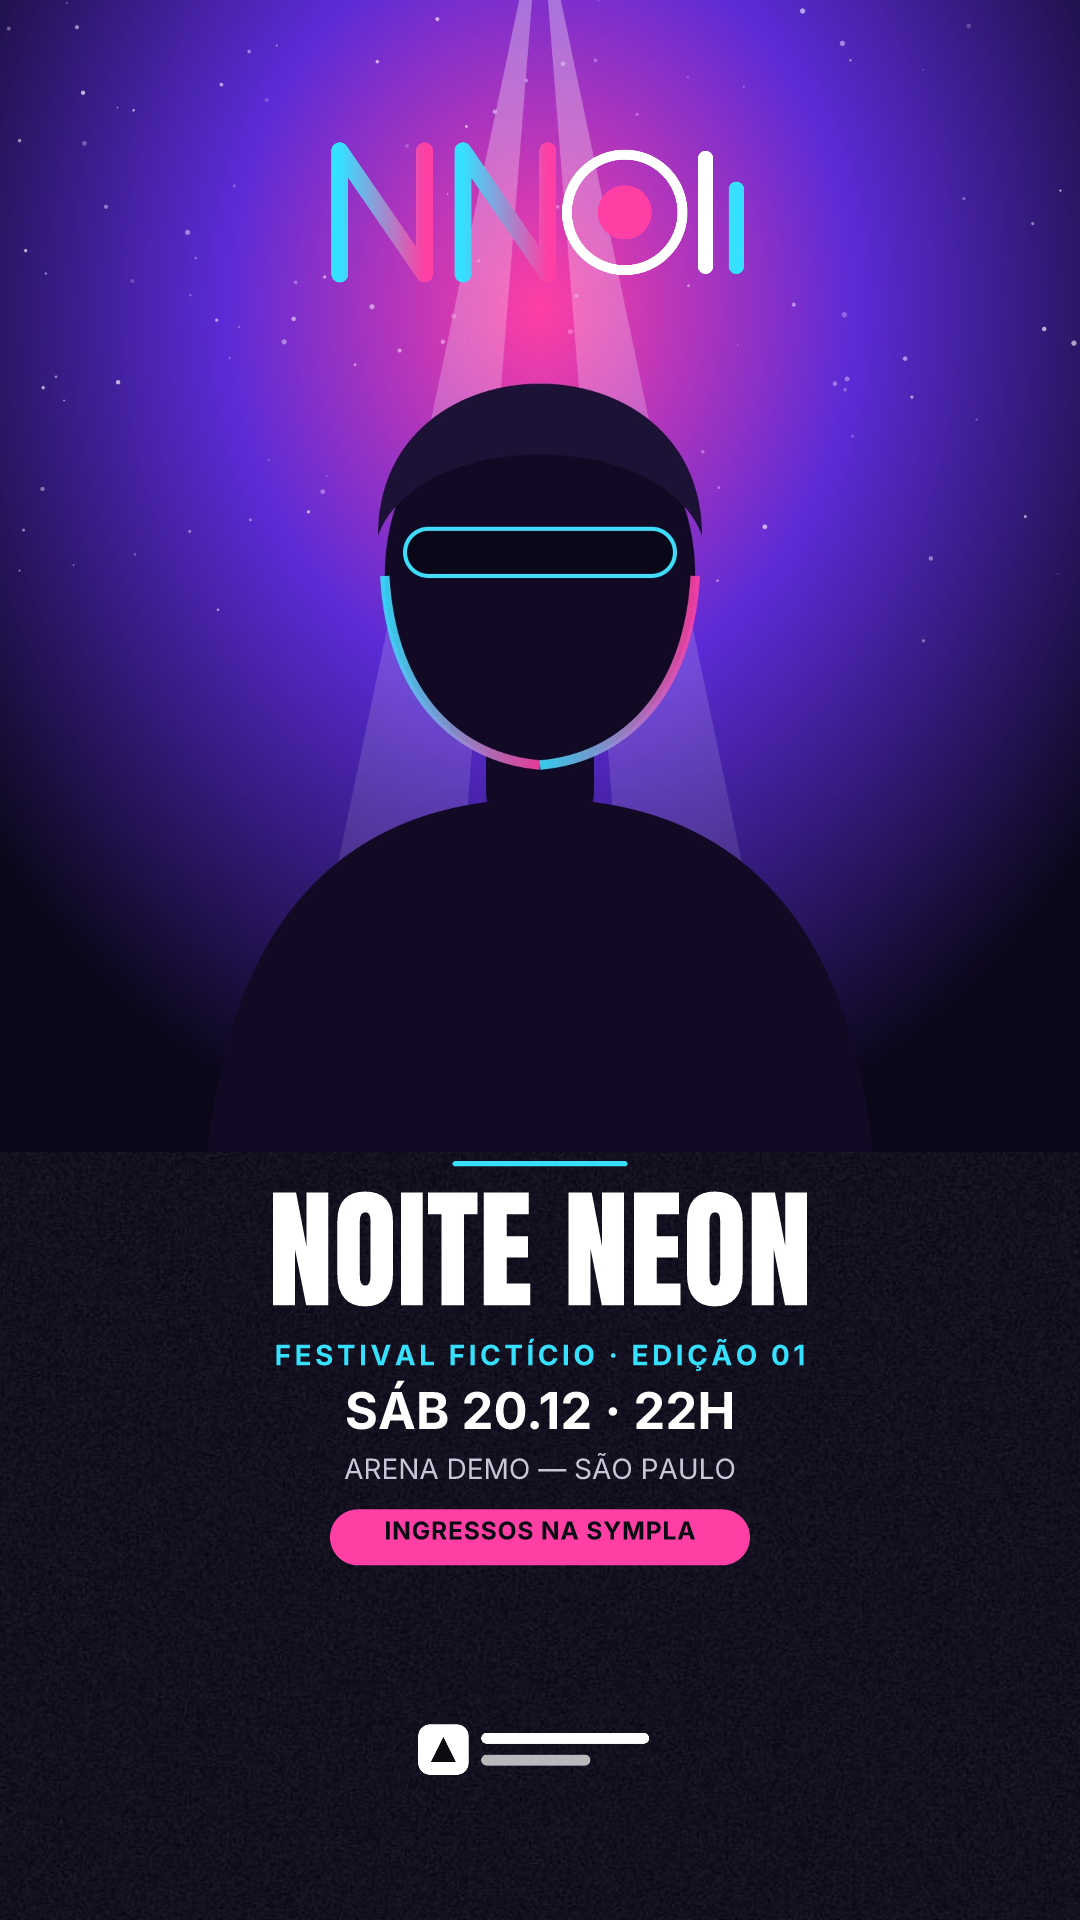 NOITE NEON
FESTIVAL FICTÍCIO · EDIÇÃO 01
SÁB 20.12 · 22H
ARENA DEMO — SÃO PAULO
INGRESSOS NA SYMPLA